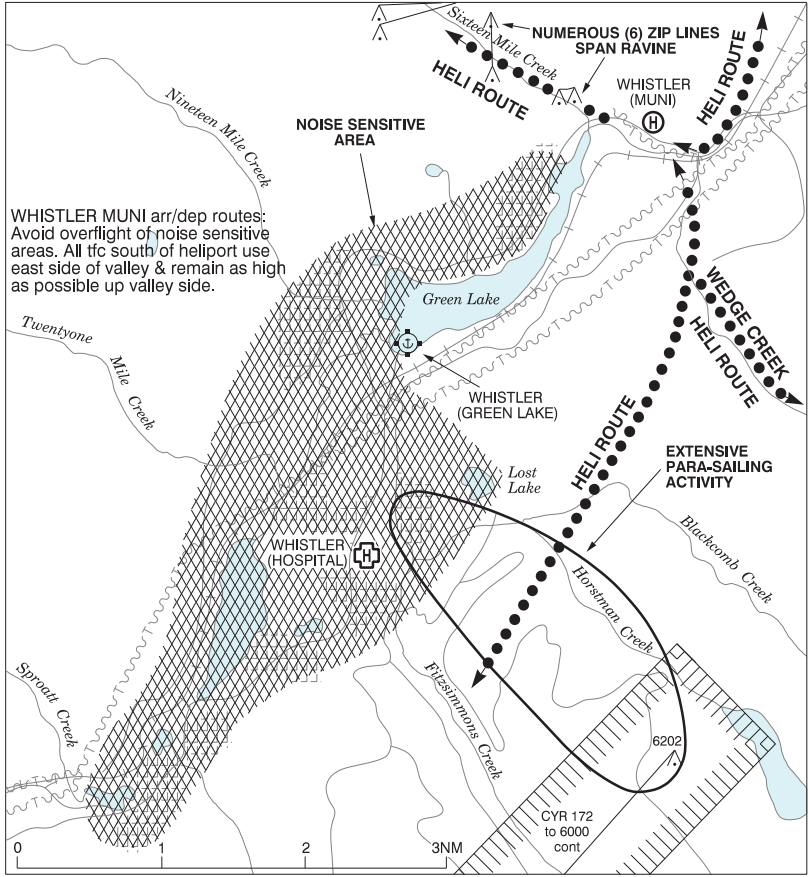 Sixteen Mile Creek
NUMEROUS (6) ZIP LINES
SPAN RAVINE
HELI ROUTE
WHISTLER
(MUNI)
H
HELI ROUTE
Nineteen Mile Creek
NOISE SENSITIVE
AREA
WHISTLER MUNI arr/dep routes:
Avoid overflight of noise sensitive
areas. All tfc south of heliport use
east side of valley & remain as high
as possible up valley side.
Green Lake
WEDGE CREEK
HELI ROUTE
Twentyone Mile Creek
WHISTLER
(GREEN LAKE)
HELI ROUTE
EXTENSIVE
PARA-SAILING
ACTIVITY
Lost
Lake
Blackcomb Creek
WHISTLER
(HOSPITAL)
H
Horstman Creek
Fitzsimmons Creek
Sproatt Creek
6202
CYR 172
to 6000
cont
0 1 2 3NM